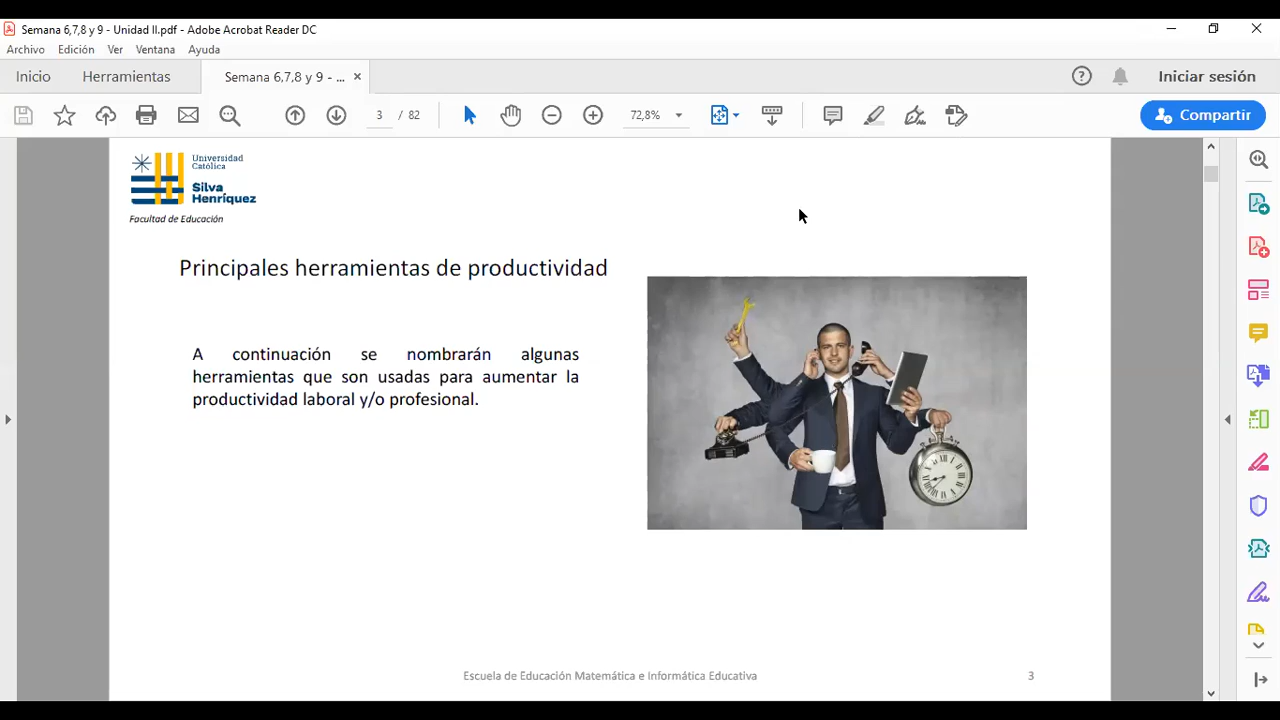 Semana 6,7,8 y 9 - Unidad II.pdf - Adobe Acrobat Reader DC
Archivo Edición Ver Ventana Ayuda
Inicio Herramientas Semana 6,7,8 y 9 - ... × Iniciar sesión
3 / 82 72,8% Compartir
Universidad
Católica
Silva
Henríquez
Facultad de Educación
Principales herramientas de productividad
A continuación se nombrarán algunas
herramientas que son usadas para aumentar la
productividad laboral y/o profesional.
Escuela de Educación Matemática e Informática Educativa 3